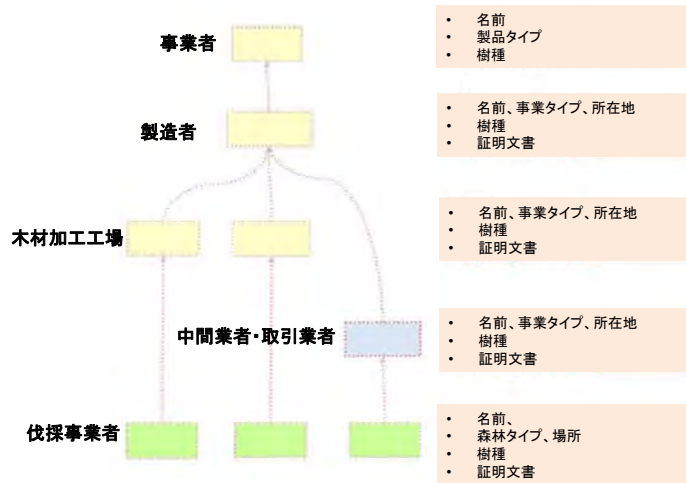 事業者
• 名前
• 製品タイプ
• 樹種
製造者
• 名前、事業タイプ、所在地
• 樹種
• 証明文書
木材加工工場
• 名前、事業タイプ、所在地
• 樹種
• 証明文書
中間業者・取引業者
• 名前、事業タイプ、所在地
• 樹種
• 証明文書
伐採事業者
• 名前、
• 森林タイプ、場所
• 樹種
• 証明文書